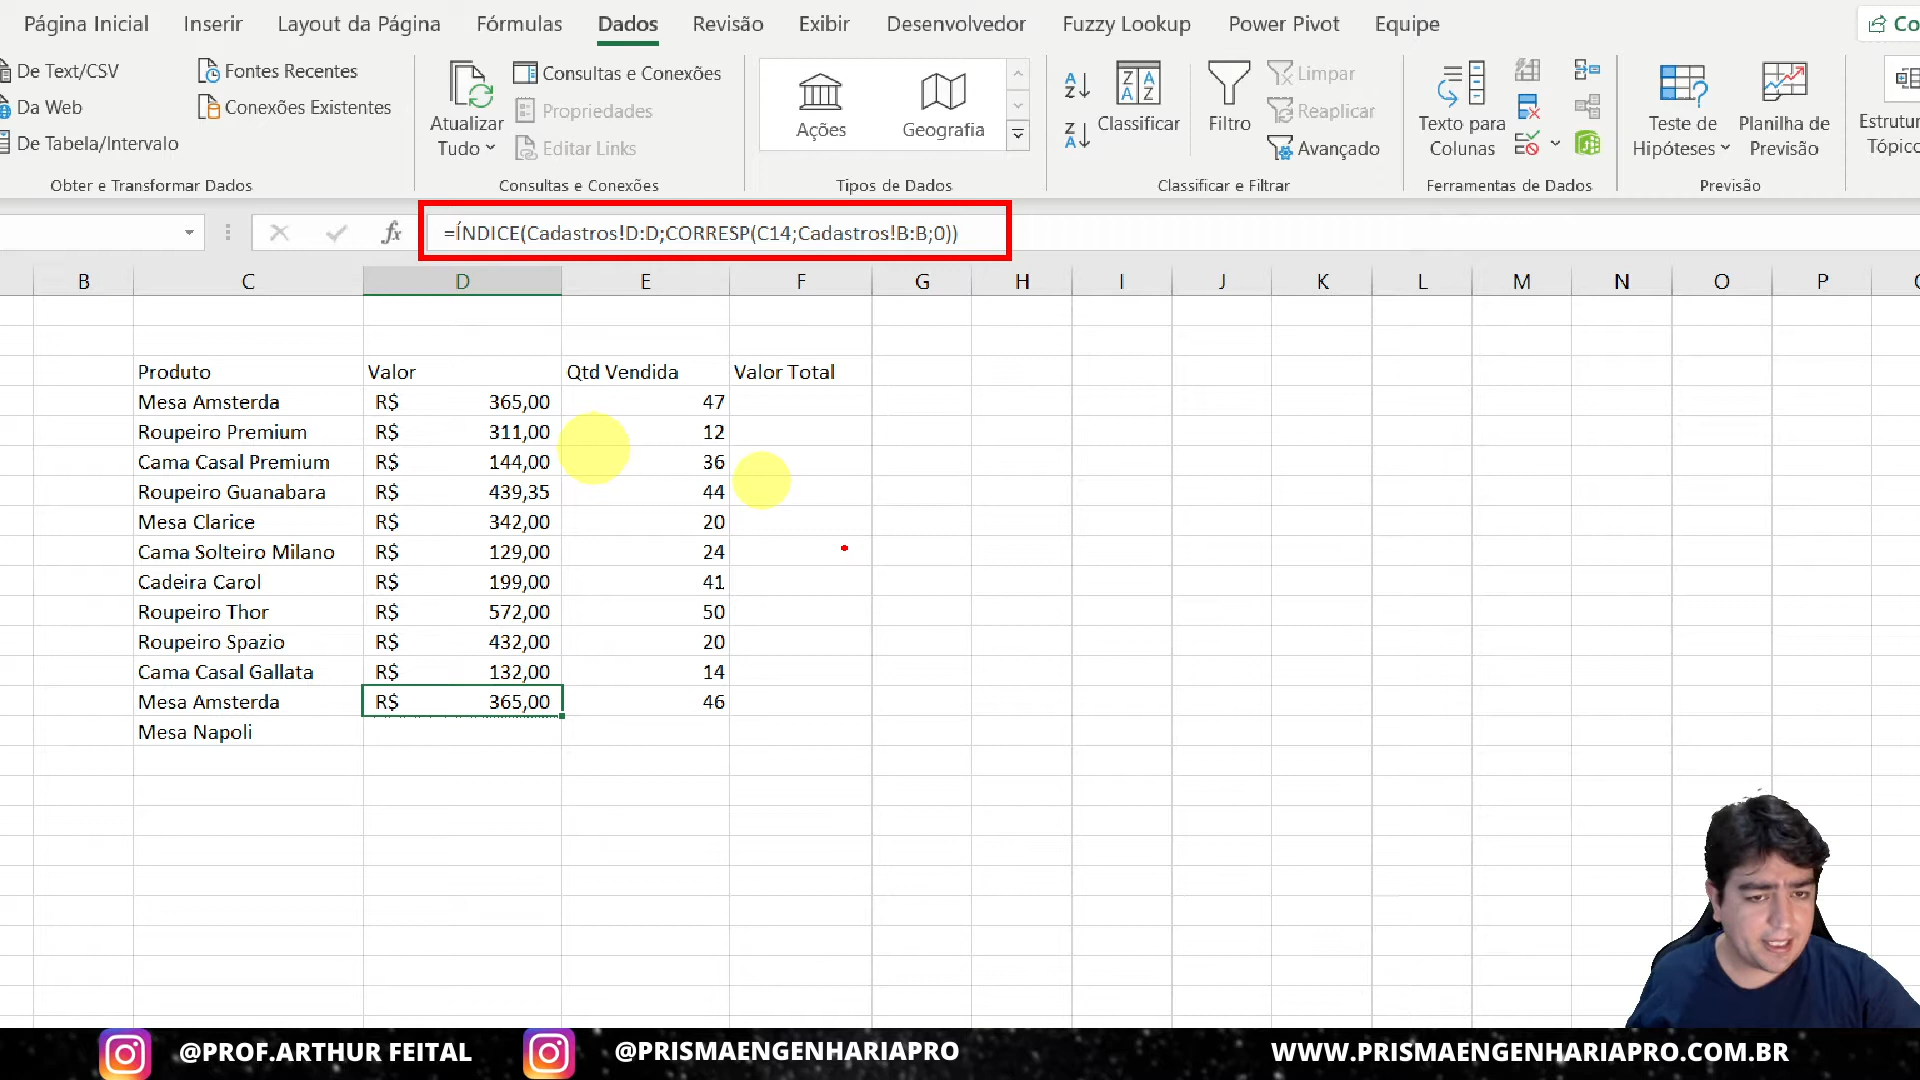 Página Inicial Inserir Layout da Página Fórmulas Dados Revisão Exibir Desenvolvedor Fuzzy Lookup Power Pivot Equipe Co
De Text/CSV
Da Web
De Tabela/Intervalo
Fontes Recentes
Conexões Existentes
Obter e Transformar Dados
Atualizar
Tudo
Consultas e Conexões
Propriedades
Editar Links
Consultas e Conexões
Ações Geografia
Tipos de Dados
Classificar
Filtro
Limpar
Reaplicar
Avançado
Classificar e Filtrar
Texto para
Colunas
Ferramentas de Dados
Teste de
Hipóteses
Planilha de
Previsão
Previsão
Estrutur
Tópico
fx =ÍNDICE(Cadastros!D:D;CORRESP(C14;Cadastros!B:B;0))
B C D E F G H I J K L M N O P
Produto Valor Qtd Vendida Valor Total
Mesa Amsterda R$ 365,00 47
Roupeiro Premium R$ 311,00 12
Cama Casal Premium R$ 144,00 36
Roupeiro Guanabara R$ 439,35 44
Mesa Clarice R$ 342,00 20
Cama Solteiro Milano R$ 129,00 24
Cadeira Carol R$ 199,00 41
Roupeiro Thor R$ 572,00 50
Roupeiro Spazio R$ 432,00 20
Cama Casal Gallata R$ 132,00 14
Mesa Amsterda R$ 365,00 46
Mesa Napoli
@PROF.ARTHUR FEITAL @PRISMAENGENHARIAPRO WWW.PRISMAENGENHARIAPRO.COM.BR